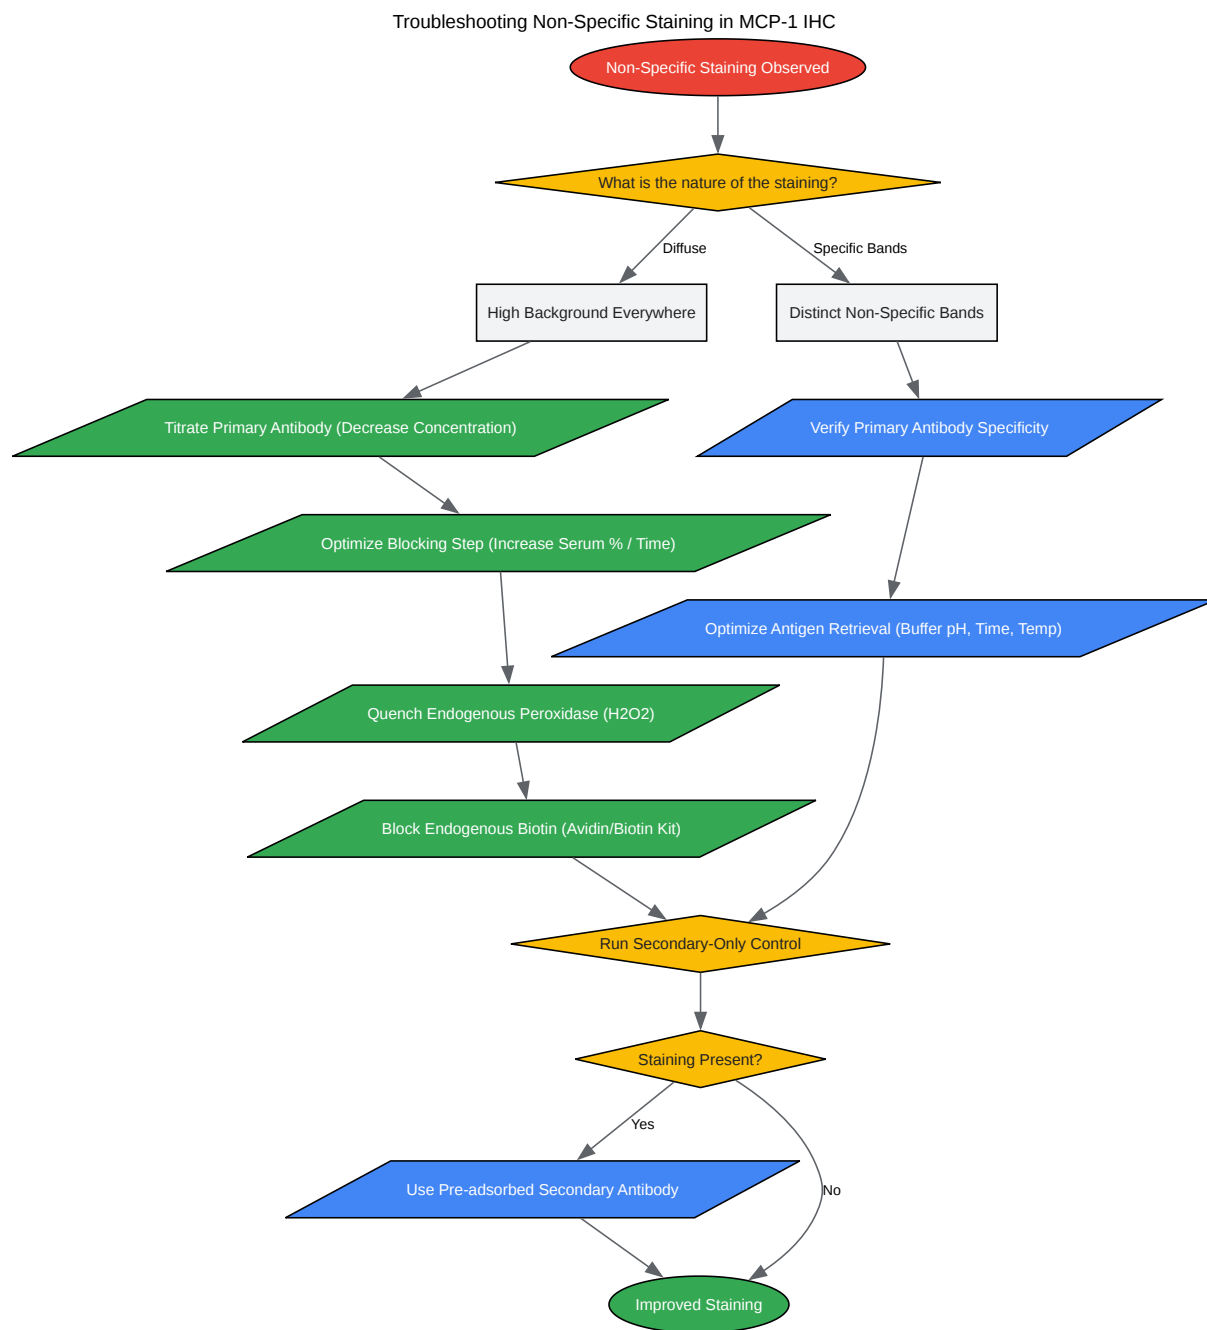 Troubleshooting Non-Specific Staining in MCP-1 IHC
Non-Specific Staining Observed
What is the nature of the staining?
Diffuse
Specific Bands
High Background Everywhere
Distinct Non-Specific Bands
Titrate Primary Antibody (Decrease Concentration)
Verify Primary Antibody Specificity
Optimize Blocking Step (Increase Serum % / Time)
Optimize Antigen Retrieval (Buffer pH, Time, Temp)
Quench Endogenous Peroxidase (H2O2)
Block Endogenous Biotin (Avidin/Biotin Kit)
Run Secondary-Only Control
Staining Present?
Yes
Use Pre-adsorbed Secondary Antibody
No
Improved Staining